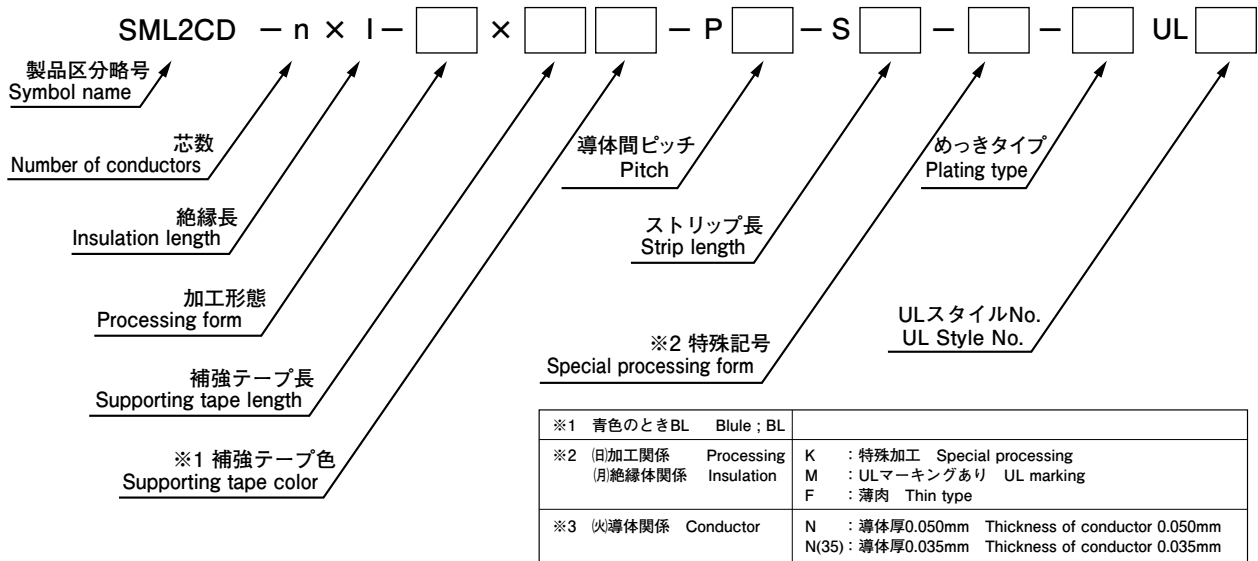 SML2CD － n × l－ □ × □ □ － P □ － S □ － □ － □ UL □
製品区分略号
Symbol name
芯数
Number of conductors
絶縁長
Insulation length
加工形態
Processing form
補強テープ長
Supporting tape length
※1 補強テープ色
Supporting tape color
導体間ピッチ
Pitch
ストリップ長
Strip length
※2 特殊記号
Special processing form
めっきタイプ
Plating type
ULスタイルNo.
UL Style No.
※1 青色のときBL Blule ; BL
※2 ㈰加工関係 Processing K ：特殊加工 Special processing
㈪絶縁体関係 Insulation M ：ULマーキングあり UL marking
F ：薄肉 Thin type
※3 ㈫導体関係 Conductor N ：導体厚0.050mm Thickness of conductor 0.050mm
N(35)：導体厚0.035mm Thickness of conductor 0.035mm